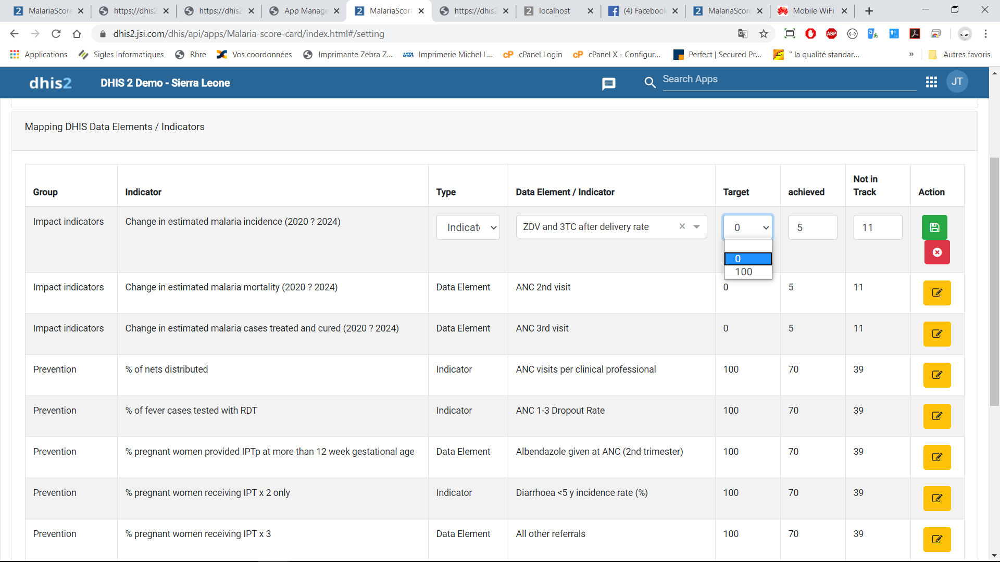 MalariaScore
https://dhis2
https://dhis2
App Manage
MalariaScore
https://dhis2
localhost
(4) Facebook
MalariaScore
Mobile WiFi
dhis2.jsi.com/dhis/api/apps/Malaria-score-card/index.html#/setting
ABP
Applications
Sigles Informatiques
Rhre
Vos coordonnées
Imprimante Zebra Z...
IATA
Imprimerie Michel L...
cPanel Login
cPanel X - Configur...
Perfect | Secured Pr...
" la qualité standar...
»
Autres favoris
dhis2
DHIS 2 Demo - Sierra Leone
Search Apps
JT
Mapping DHIS Data Elements / Indicators
Group Indicator Type Data Element / Indicator Target achieved Not in Track Action
Impact indicators Change in estimated malaria incidence (2020 ? 2024) Indicat ZDV and 3TC after delivery rate × 0 5 11
0
100
Impact indicators Change in estimated malaria mortality (2020 ? 2024) Data Element ANC 2nd visit 0 5 11
Impact indicators Change in estimated malaria cases treated and cured (2020 ? 2024) Data Element ANC 3rd visit 0 5 11
Prevention % of nets distributed Indicator ANC visits per clinical professional 100 70 39
Prevention % of fever cases tested with RDT Indicator ANC 1-3 Dropout Rate 100 70 39
Prevention % pregnant women provided IPTp at more than 12 week gestational age Data Element Albendazole given at ANC (2nd trimester) 100 70 39
Prevention % pregnant women receiving IPT x 2 only Indicator Diarrhoea <5 y incidence rate (%) 100 70 39
Prevention % pregnant women receiving IPT x 3 Data Element All other referrals 100 70 39